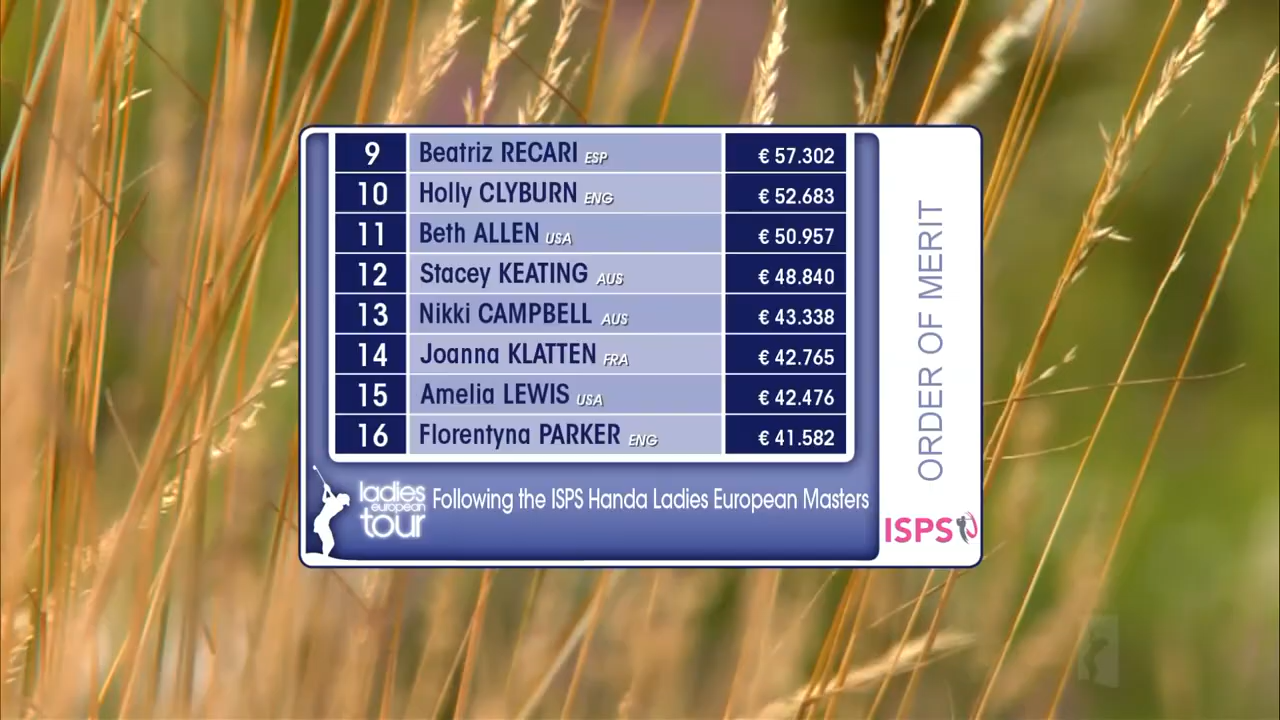 9 Beatriz RECARI ESP € 57.302
10 Holly CLYBURN ENG € 52.683
11 Beth ALLEN USA € 50.957
12 Stacey KEATING AUS € 48.840
13 Nikki CAMPBELL AUS € 43.338
14 Joanna KLATTEN FRA € 42.765
15 Amelia LEWIS USA € 42.476
16 Florentyna PARKER ENG € 41.582
ladies
european
tour
Following the ISPS Handa Ladies European Masters
ORDER OF MERIT
ISPS